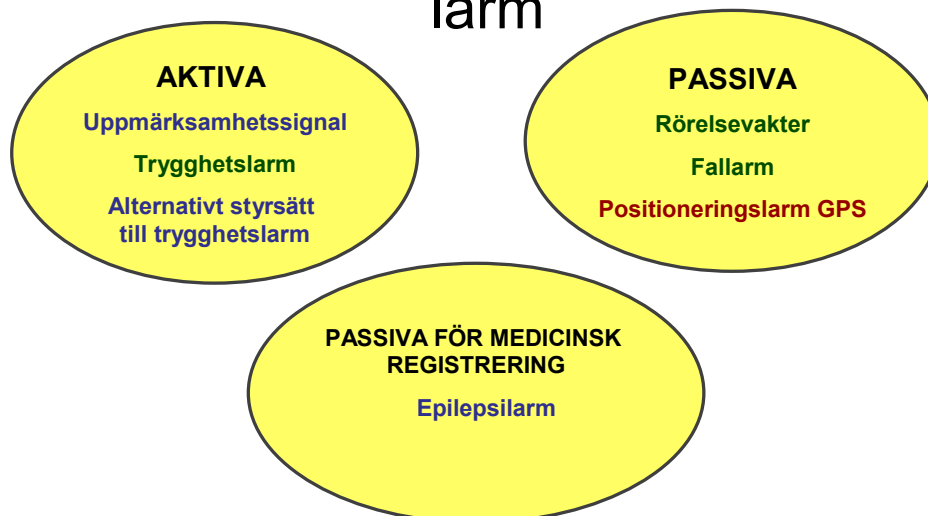 larm
AKTIVA
Uppmärksamhetssignal
Trygghetslarm
Alternativt styrsätt
till trygghetslarm
PASSIVA
Rörelsevakter
Fallarm
Positioneringslarm GPS
PASSIVA FÖR MEDICINSK
REGISTRERING
Epilepsilarm